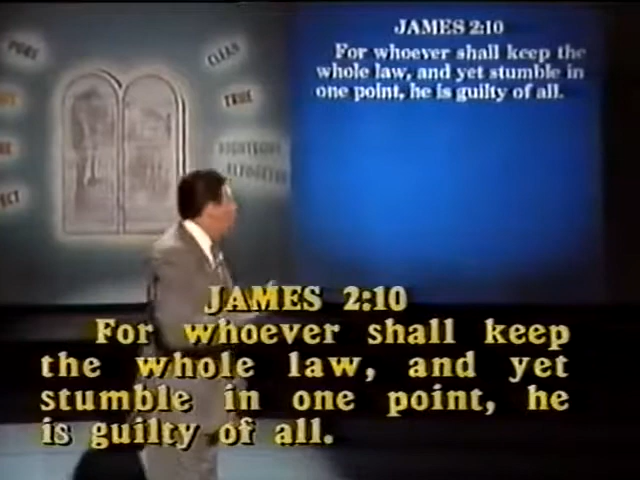 PURE
CLEAN
TRUE
RIGHTEOUS
ALTOGETHER
JAMES 2:10
For whoever shall keep the
whole law, and yet stumble in
one point, he is guilty of all.
JAMES 2:10
For whoever shall keep
the whole law, and yet
stumble in one point, he
is guilty of all.